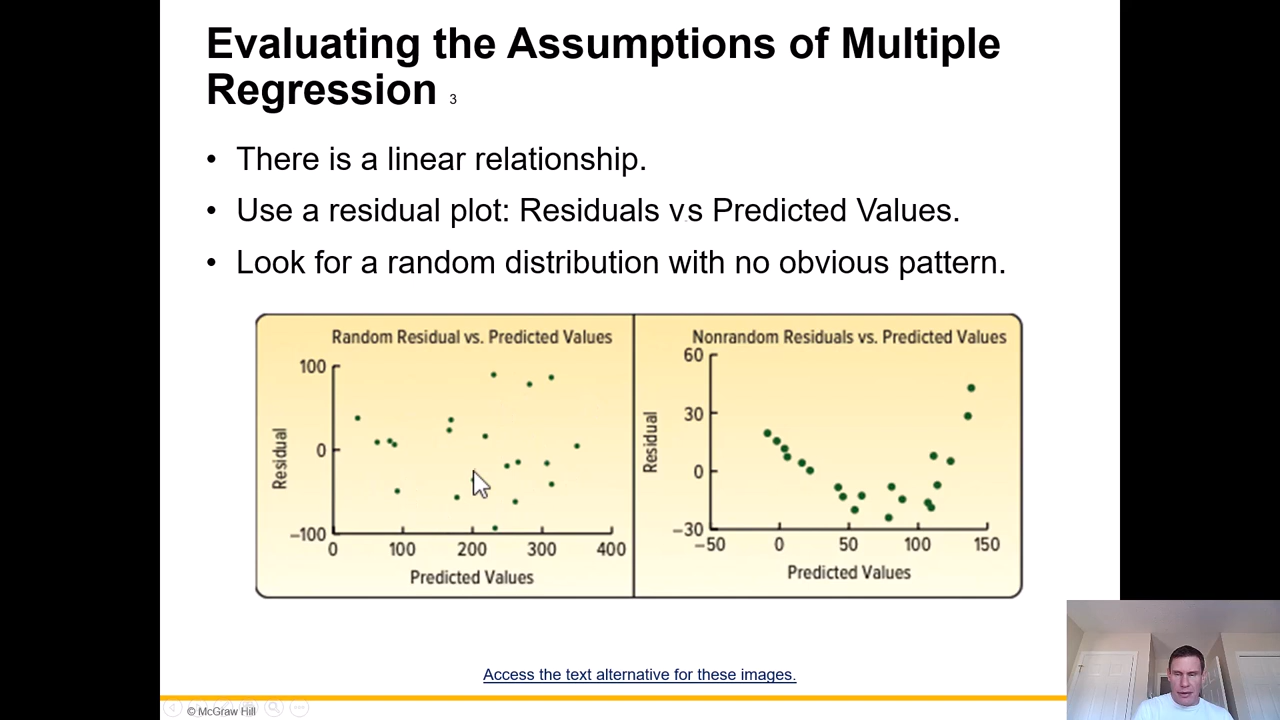 Evaluating the Assumptions of Multiple
Regression 3
• There is a linear relationship.
• Use a residual plot: Residuals vs Predicted Values.
• Look for a random distribution with no obvious pattern.
Random Residual vs. Predicted Values
100
0
−100
Residual
0 100 200 300 400
Predicted Values
Nonrandom Residuals vs. Predicted Values
60
30
0
−30
Residual
−50 0 50 100 150
Predicted Values
Access the text alternative for these images.
© McGraw Hill